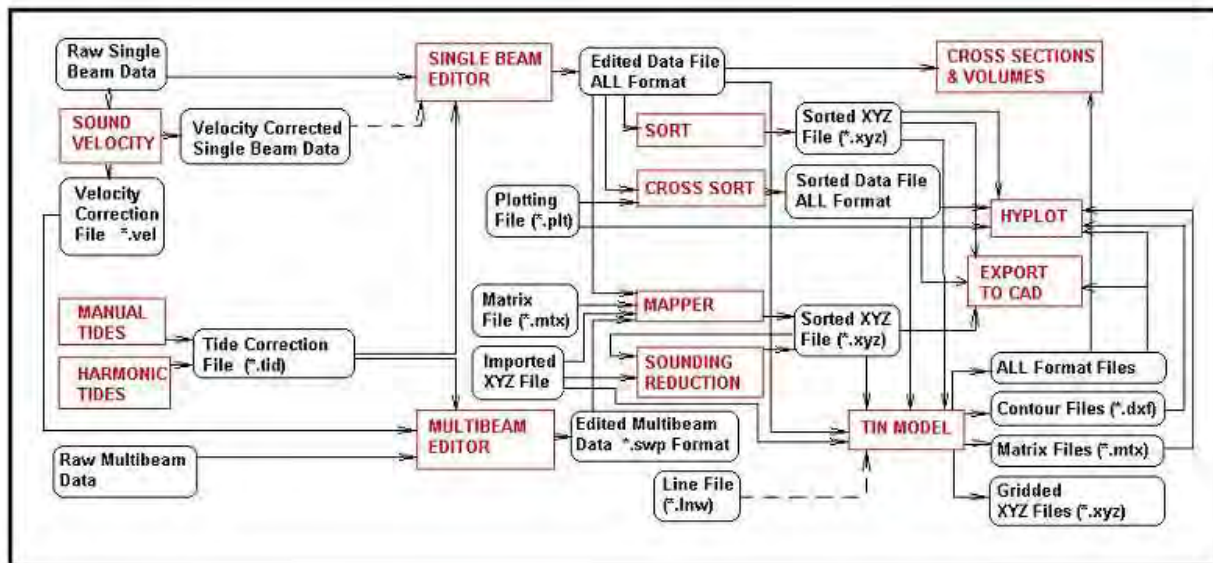 Raw Single
Beam Data
SINGLE BEAM
EDITOR
Edited Data File
ALL Format
CROSS SECTIONS
& VOLUMES
SOUND
VELOCITY
Velocity Corrected
Single Beam Data
SORT
Sorted XYZ
File (*.xyz)
Velocity
Correction
File *.vel
CROSS SORT
Sorted Data File
ALL Format
Plotting
File (*.plt)
HYPLOT
EXPORT
TO CAD
MANUAL
TIDES
Matrix
File (*.mtx)
MAPPER
Tide Correction
File (*.tid)
Sorted XYZ
File (*.xyz)
HARMONIC
TIDES
Imported
XYZ File
SOUNDING
REDUCTION
ALL Format Files
MULTIBEAM
EDITOR
Edited Multibeam
Data *.swp Format
TIN MODEL
Contour Files (*.dxf)
Matrix Files (*.mtx)
Raw Multibeam
Data
Line File
(*.lnw)
Gridded
XYZ Files (*.xyz)